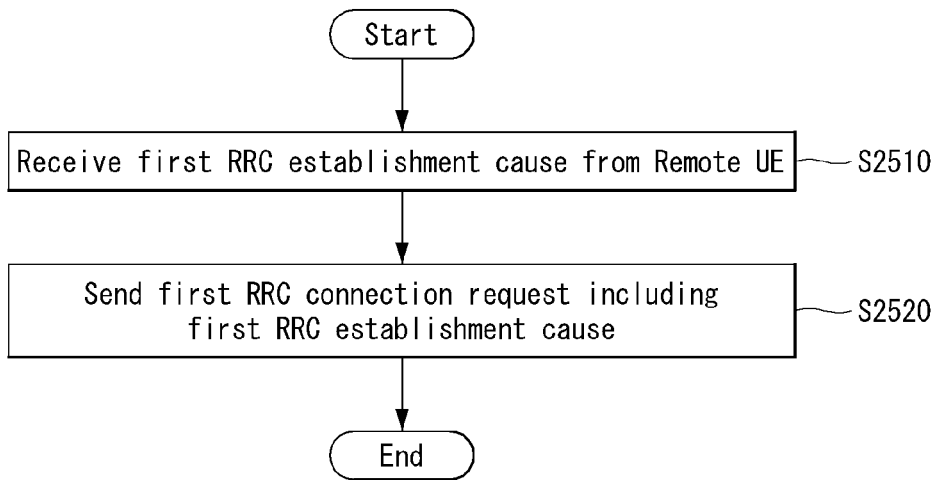 Start
Receive first RRC establishment cause from Remote UE
S2510
Send first RRC connection request including
first RRC establishment cause
S2520
End